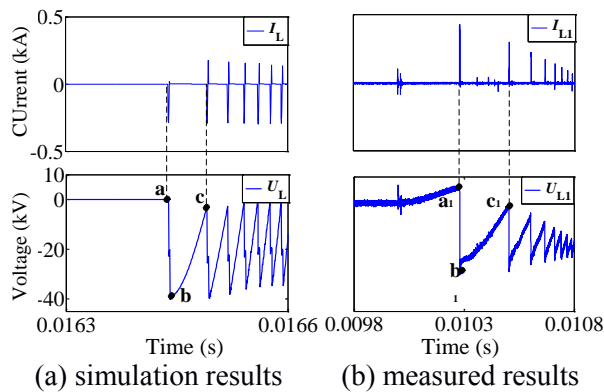 0.5
0
-0.5
CUrrent (kA)
I_L
I_L1
10
0
-20
-40
Voltage (kV)
U_L
a
b
c
U_L1
a1
b
1
c1
0.0163
0.0166
0.0098
0.0103
0.0108
Time (s)
Time (s)
(a) simulation results
(b) measured results